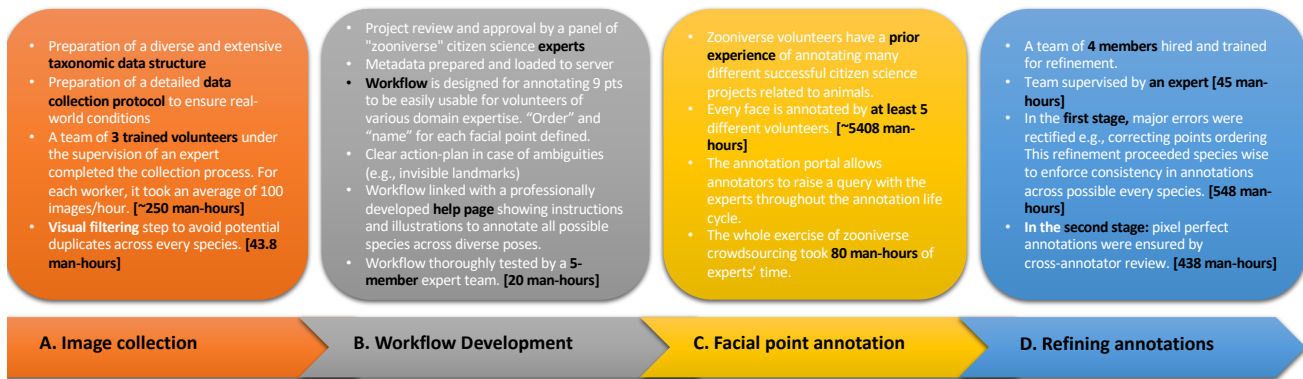 • Preparation of a diverse and extensive
taxonomic data structure
• Preparation of a detailed data
collection protocol to ensure real-
world conditions
• A team of 3 trained volunteers under
the supervision of an expert
completed the collection process. For
each worker, it took an average of 100
images/hour. [~250 man-hours]
• Visual filtering step to avoid potential
duplicates across every species. [43.8
man-hours]
• Project review and approval by a panel
of "zooniverse" citizen science experts
• Metadata prepared and loaded to server
• Workflow is designed for annotating 9 pts
to be easily usable for volunteers of
various domain expertise. “Order” and
“name” for each facial point defined.
• Clear action-plan in case of ambiguities
(e.g., invisible landmarks)
• Workflow linked with a professionally
developed help page showing instructions
and illustrations to annotate all possible
species across diverse poses.
• Workflow thoroughly tested by a 5-
member expert team. [20 man-hours]
• Zooniverse volunteers have a prior
experience of annotating many
different successful citizen science
projects related to animals.
• Every face is annotated by at least 5
different volunteers. [~5408 man-
hours]
• The annotation portal allows
annotators to raise a query with the
experts throughout the annotation life
cycle.
• The whole exercise of zooniverse
crowdsourcing took 80 man-hours of
experts’ time.
• A team of 4 members hired and trained
for refinement.
• Team supervised by an expert [45 man-
hours]
• In the first stage, major errors were
rectified e.g., correcting points ordering
This refinement proceeded species wise
to enforce consistency in annotations
across possible every species. [548 man-
hours]
• In the second stage: pixel perfect
annotations were ensured by
cross-annotator review. [438 man-hours]
A. Image collection
B. Workflow Development
C. Facial point annotation
D. Refining annotations